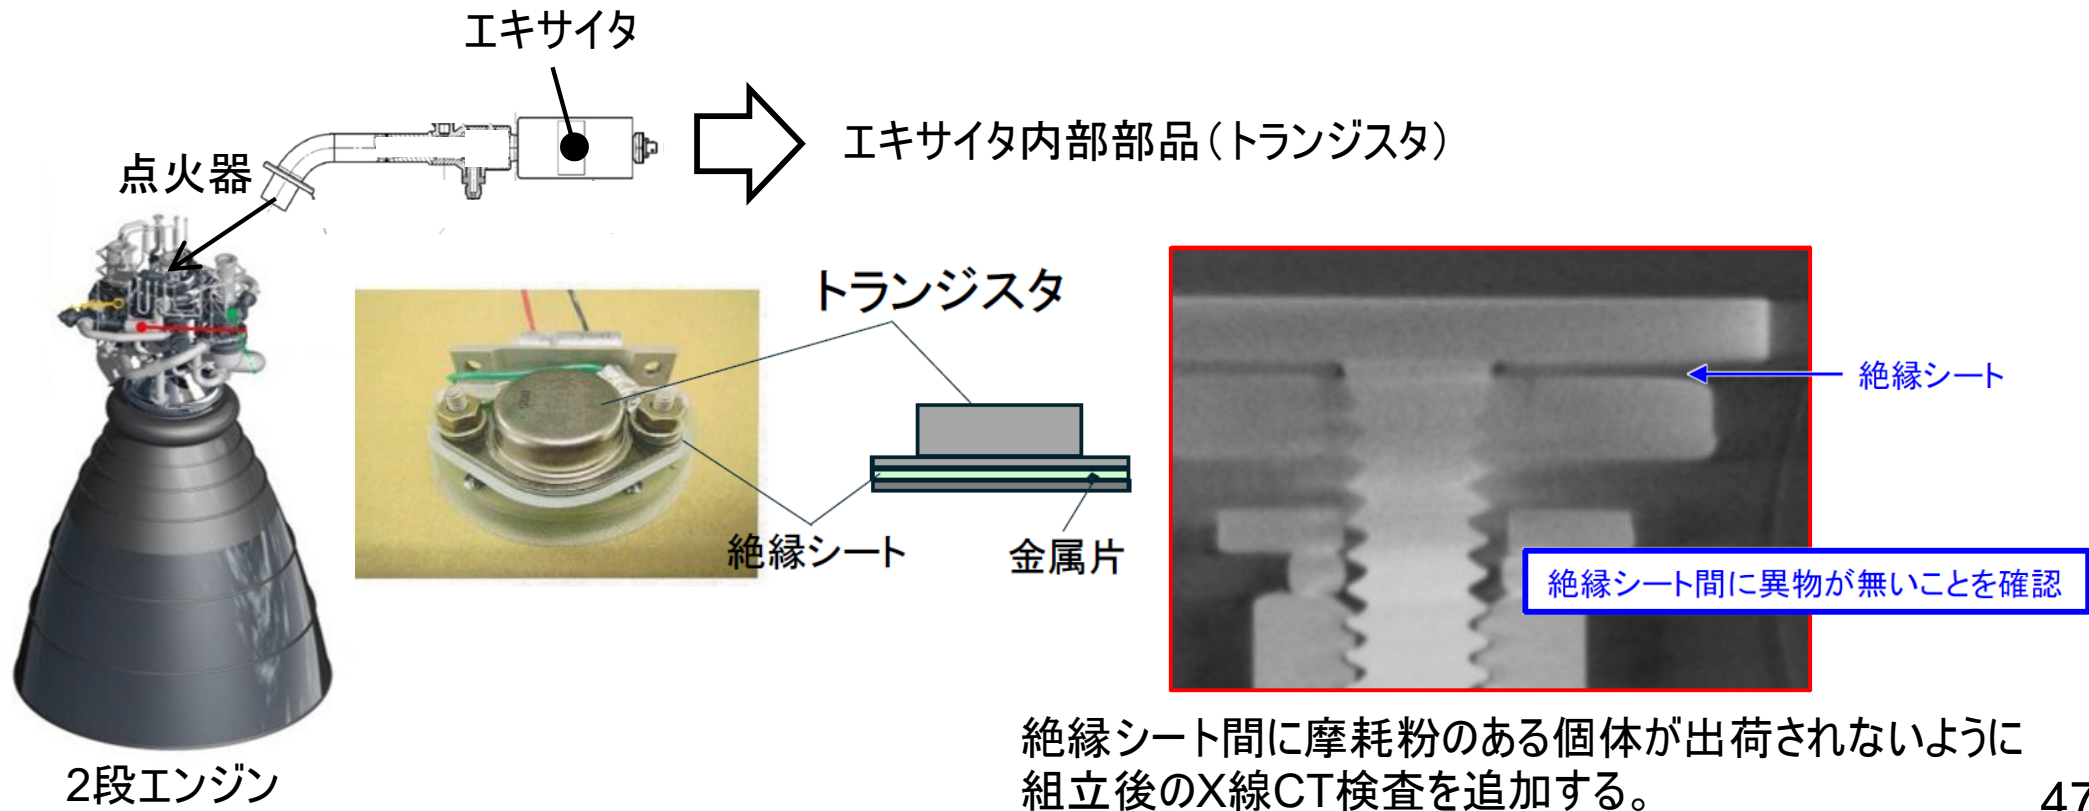 エキサイタ
エキサイタ内部部品（トランジスタ）
点火器
トランジスタ
絶縁シート
絶縁シート
金属片
絶縁シート間に異物が無いことを確認
2段エンジン
絶縁シート間に摩耗粉のある個体が出荷されないように
組立後のX線CT検査を追加する。
47